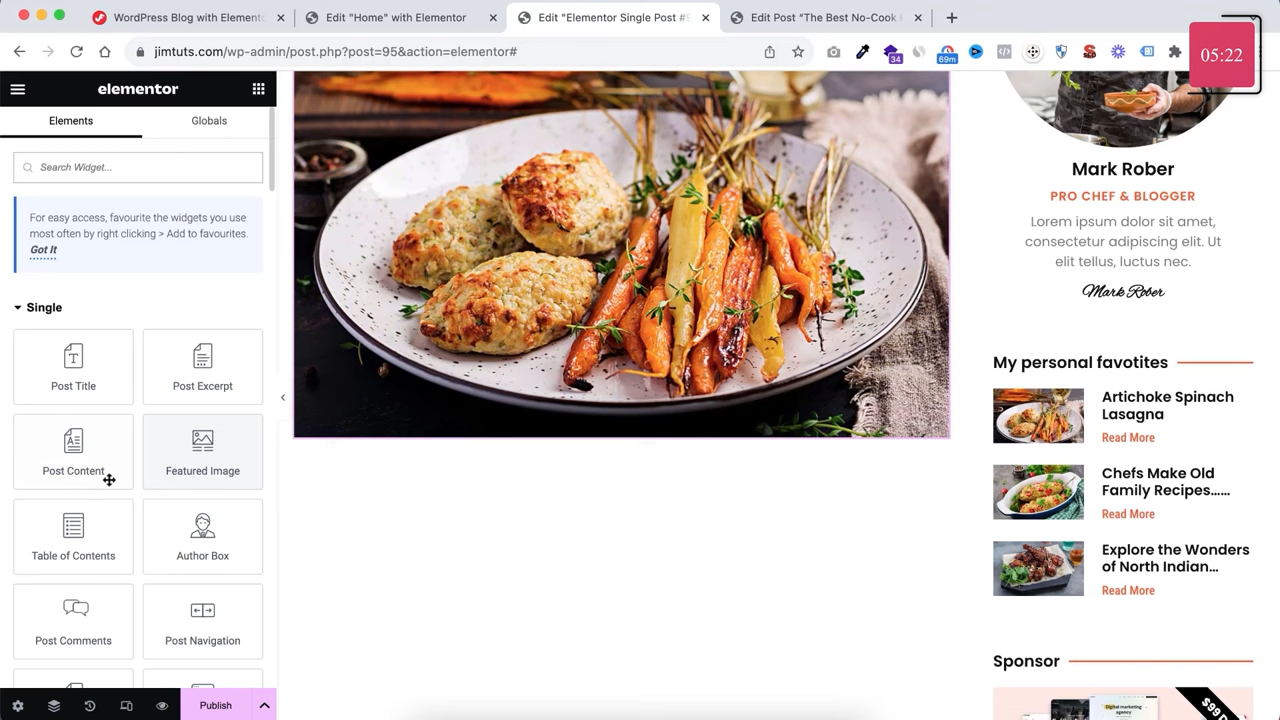 WordPress Blog with Elemento
Edit "Home" with Elementor
Edit "Elementor Single Post #9
Edit Post "The Best No-Cook
05:22
jimtuts.com/wp-admin/post.php?post=95&action=elementor#
34
69m
elementor
Elements
Globals
Search Widget...
For easy access, favourite the widgets you use
most often by right clicking > Add to favourites.
Got It
Single
Post Title
Post Excerpt
Post Content
Featured Image
Table of Contents
Author Box
Post Comments
Post Navigation
Publish
Mark Rober
PRO CHEF & BLOGGER
Lorem ipsum dolor sit amet,
consectetur adipiscing elit. Ut
elit tellus, luctus nec.
Mark Rober
My personal favotites
Artichoke Spinach
Lasagna
Read More
Chefs Make Old
Family Recipes......
Read More
Explore the Wonders
of North Indian...
Read More
Sponsor
Digital marketing
agency